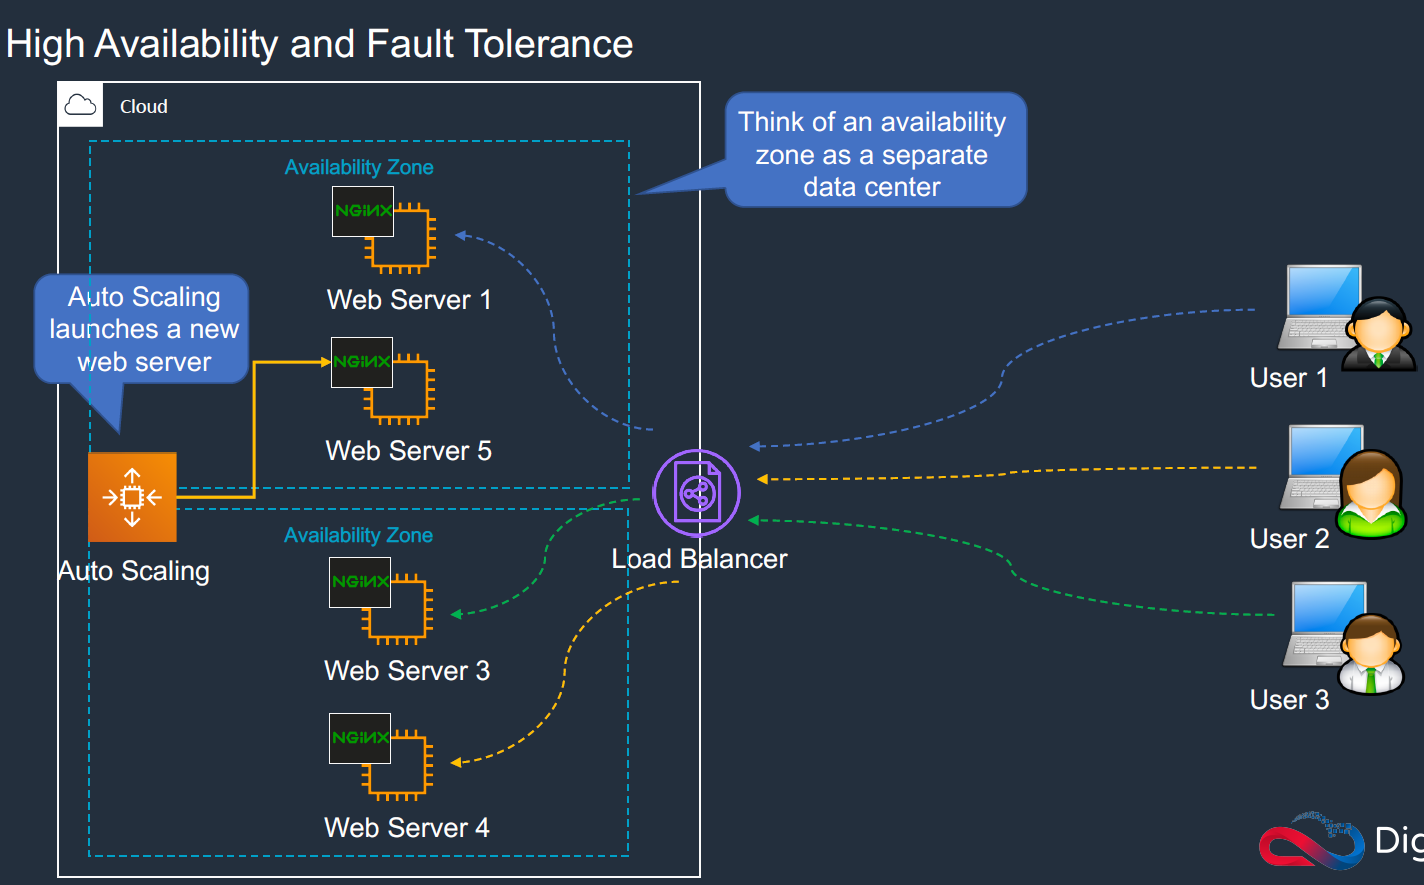 High Availability and Fault Tolerance
Cloud
Think of an availability
zone as a separate
data center
Availability Zone
NGiNX
Web Server 1
Auto Scaling
launches a new
web server
NGiNX
Web Server 5
Auto Scaling
Availability Zone
NGiNX
Web Server 3
NGiNX
Web Server 4
Load Balancer
User 1
User 2
User 3
Dig